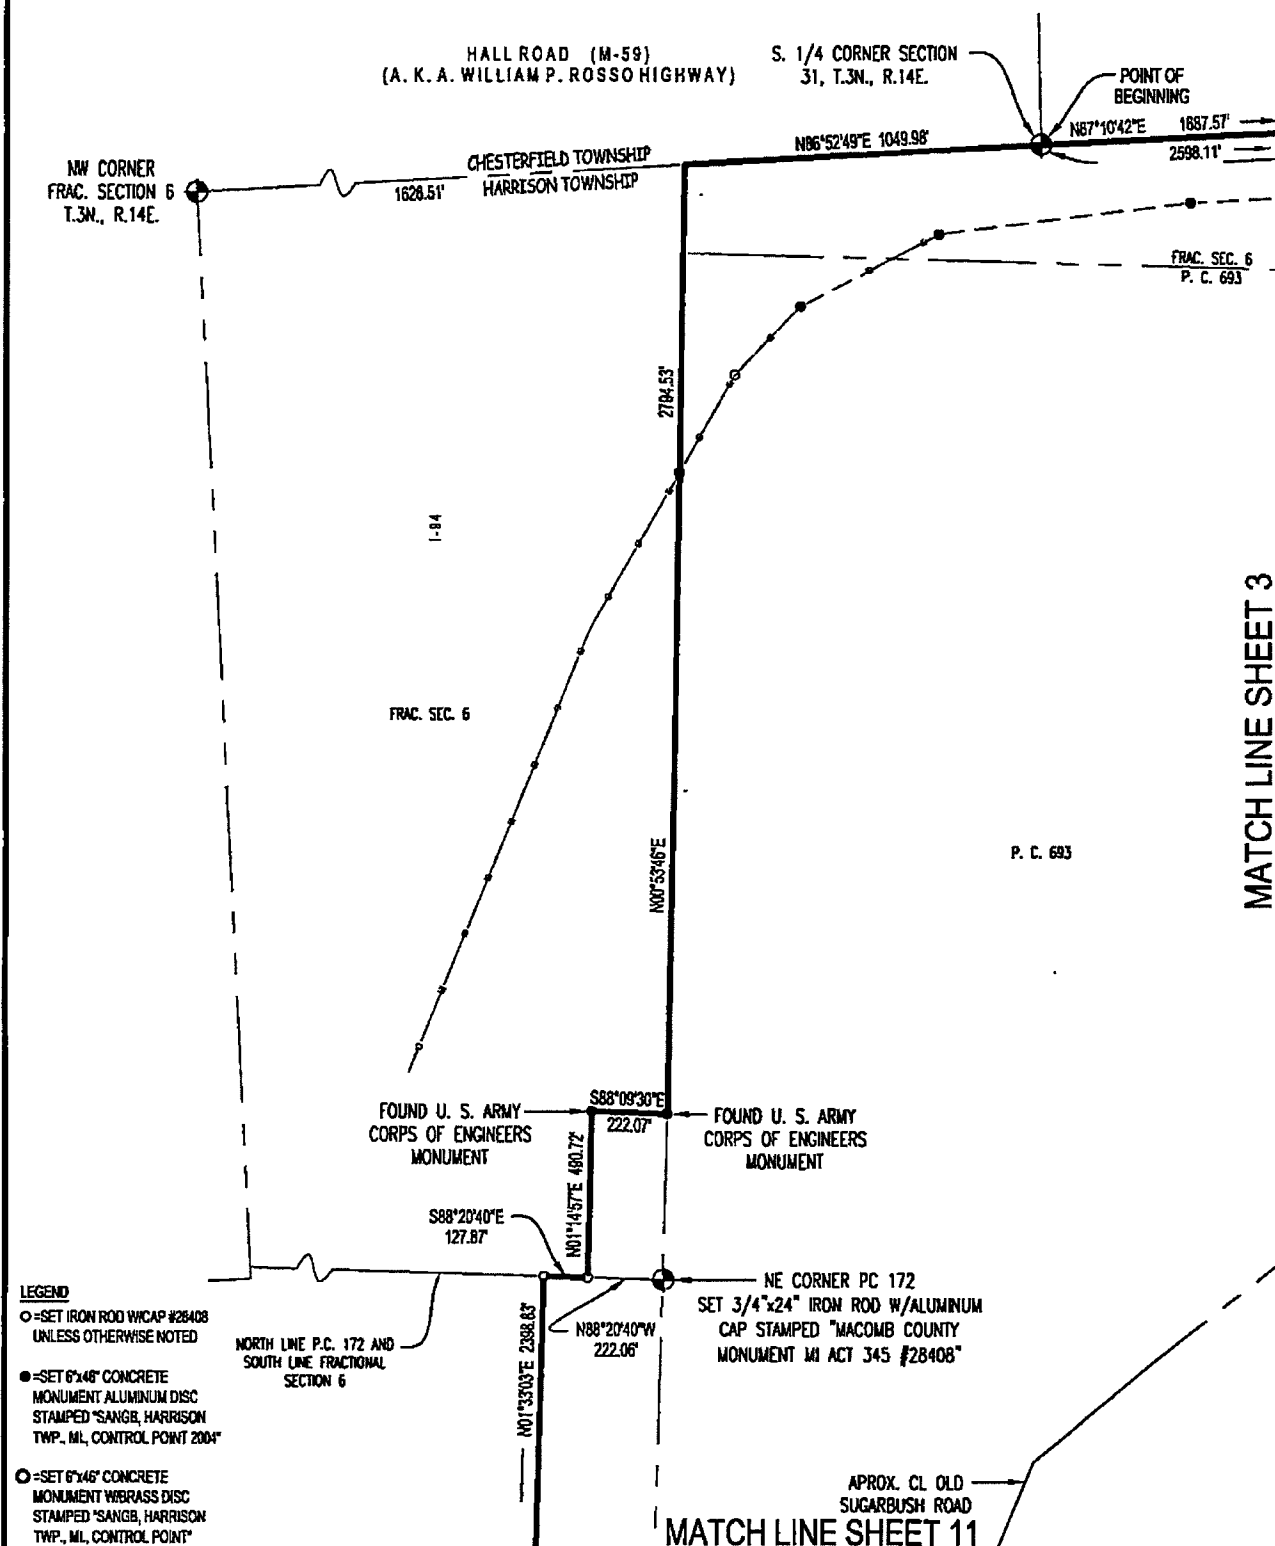 HALL ROAD (M-59)
(A. K. A. WILLIAM P. ROSSO HIGHWAY)
S. 1/4 CORNER SECTION
31, T.3N., R.14E.
POINT OF
BEGINNING
N86°52'49"E 1049.98'
N87°10'42"E 1687.57'
2598.11'
NW CORNER
FRAC. SECTION 6
T.3N., R.14E.
CHESTERFIELD TOWNSHIP
HARRISON TOWNSHIP
1628.51'
FRAC. SEC. 6
P. C. 693
2794.53'
I-94
FRAC. SEC. 6
MATCH LINE SHEET 3
N00°53'46"E
P. C. 693
S88°09'30"E
222.07'
FOUND U. S. ARMY
CORPS OF ENGINEERS
MONUMENT
FOUND U. S. ARMY
CORPS OF ENGINEERS
MONUMENT
N01°14'57"E 490.72'
S88°20'40"E
127.87'
NE CORNER PC 172
SET 3/4"x24" IRON ROD W/ALUMINUM
CAP STAMPED "MACOMB COUNTY
MONUMENT MI ACT 345 #28408"
N88°20'40"W
222.06'
N01°33'03"E 2398.63'
NORTH LINE P.C. 172 AND
SOUTH LINE FRACTIONAL
SECTION 6
LEGEND
=SET IRON ROD W/CAP #28408
UNLESS OTHERWISE NOTED
=SET 6"x48" CONCRETE
MONUMENT ALUMINUM DISC
STAMPED "SANGB, HARRISON
TWP., MI., CONTROL POINT 2004"
=SET 6"x46" CONCRETE
MONUMENT W/BRASS DISC
STAMPED "SANGB, HARRISON
TWP., MI., CONTROL POINT"
APROX. CL OLD
SUGARBUSH ROAD
MATCH LINE SHEET 11